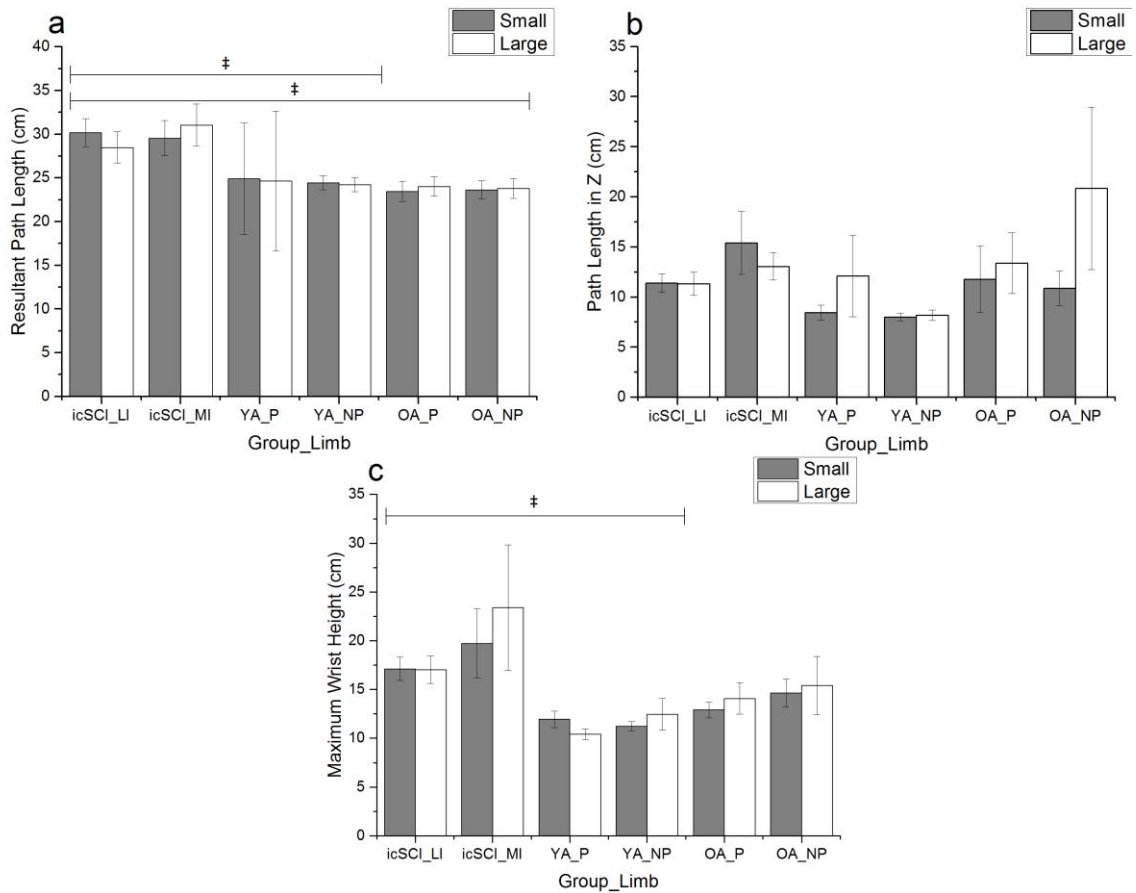 a
Small
Large
‡
‡
40
35
30
25
20
15
10
5
0
Resultant Path Length (cm)
icSCI_LI icSCI_MI YA_P YA_NP OA_P OA_NP
Group_Limb
b
Small
Large
35
30
25
20
15
10
5
0
Path Length in Z (cm)
icSCI_LI icSCI_MI YA_P YA_NP OA_P OA_NP
Group_Limb
c
Small
Large
‡
35
30
25
20
15
10
5
0
Maximum Wrist Height (cm)
icSCI_LI icSCI_MI YA_P YA_NP OA_P OA_NP
Group_Limb